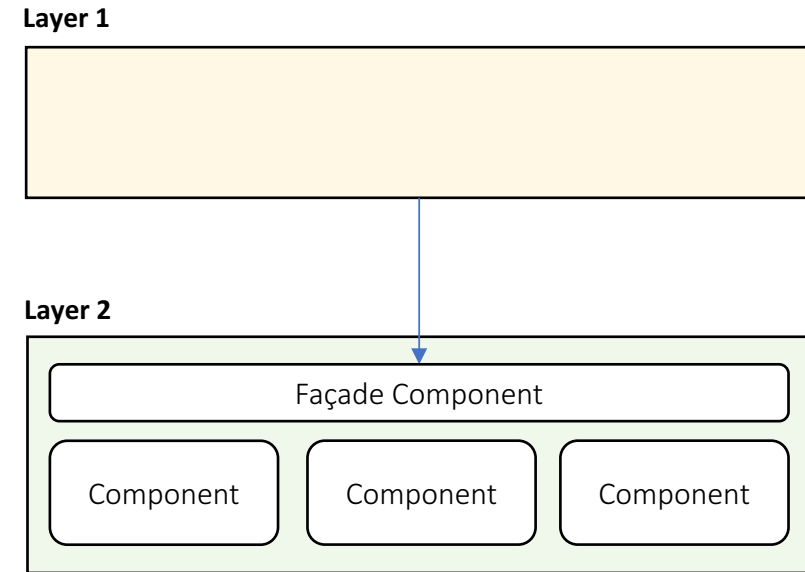 Layer 1
Layer 2
Façade Component
Component
Component
Component